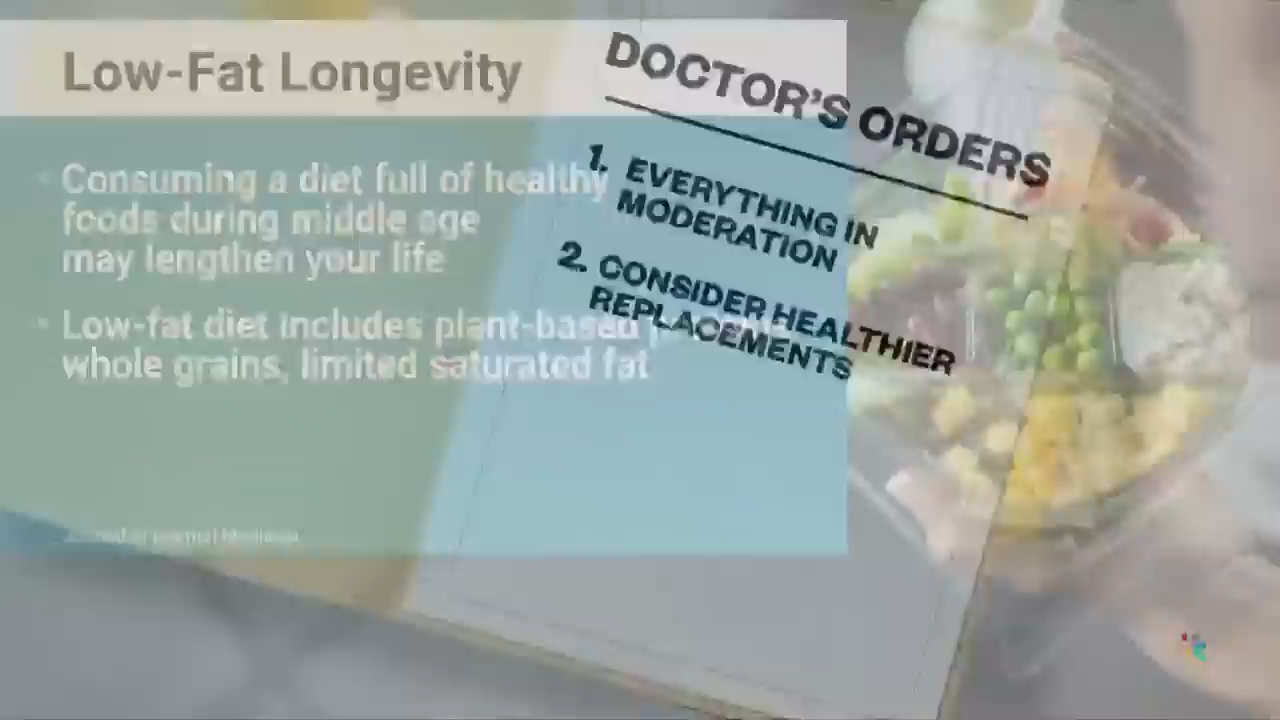 Low-Fat Longevity
Consuming a diet full of healthy
foods during middle age
may lengthen your life
Low-fat diet includes plant-based
whole grains, limited saturated fat
DOCTOR'S ORDERS
1. EVERYTHING IN
MODERATION
2. CONSIDER HEALTHIER
REPLACEMENTS